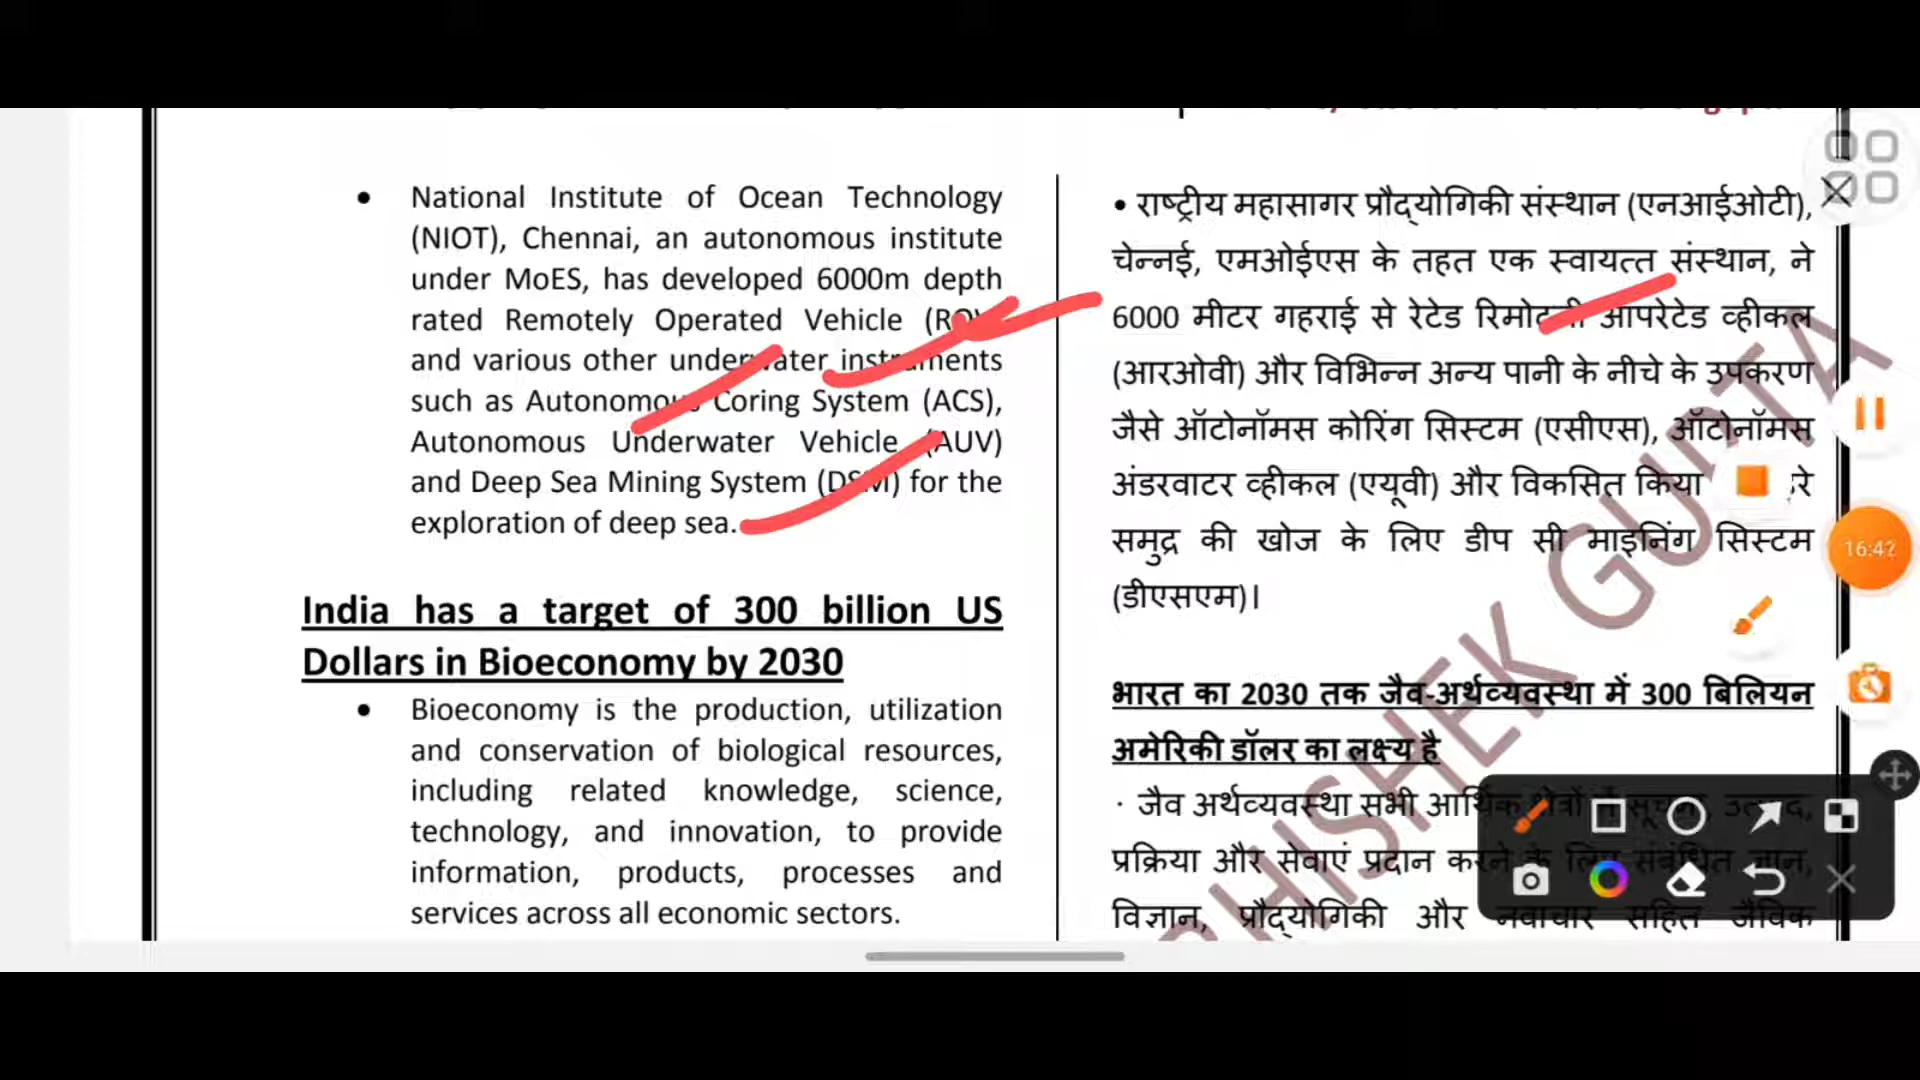 • National Institute of Ocean Technology
(NIOT), Chennai, an autonomous institute
under MoES, has developed 6000m depth
rated Remotely Operated Vehicle
and various other underwater instruments
such as Autonomous Coring System (ACS),
Autonomous Underwater Vehicle (AUV)
and Deep Sea Mining System (DSM) for the
exploration of deep sea.
India has a target of 300 billion US
Dollars in Bioeconomy by 2030
• Bioeconomy is the production, utilization
and conservation of biological resources,
including related knowledge, science,
technology, and innovation, to provide
information, products, processes and
services across all economic sectors.
• राष्ट्रीय महासागर प्रौद्योगिकी संस्थान (एनआईओटी),
चेन्नई, एमओईएस के तहत एक स्वायत्त संस्थान, ने
6000 मीटर गहराई से रेटेड रिमोटली ऑपरेटेड व्हीकल
(आरओवी) और विभिन्न अन्य पानी के नीचे के उपकरण
जैसे ऑटोनॉमस कोरिंग सिस्टम (एसीएस), ऑटोनॉमस
अंडरवाटर व्हीकल (एयूवी) और विकसित किया
समुद्र की खोज के लिए डीप सी माइनिंग सिस्टम
(डीएसएम)।
भारत का 2030 तक जैव-अर्थव्यवस्था में 300 बिलियन
अमेरिकी डॉलर का लक्ष्य है
· जैव अर्थव्यवस्था सभी आर्थिक क्षेत्रों में सूचना, उत्पाद,
प्रक्रिया और सेवाएं प्रदान करने के लिए संबंधित ज्ञान,
विज्ञान, प्रौद्योगिकी और नवाचार सहित जैविक
GUPTA
16:42